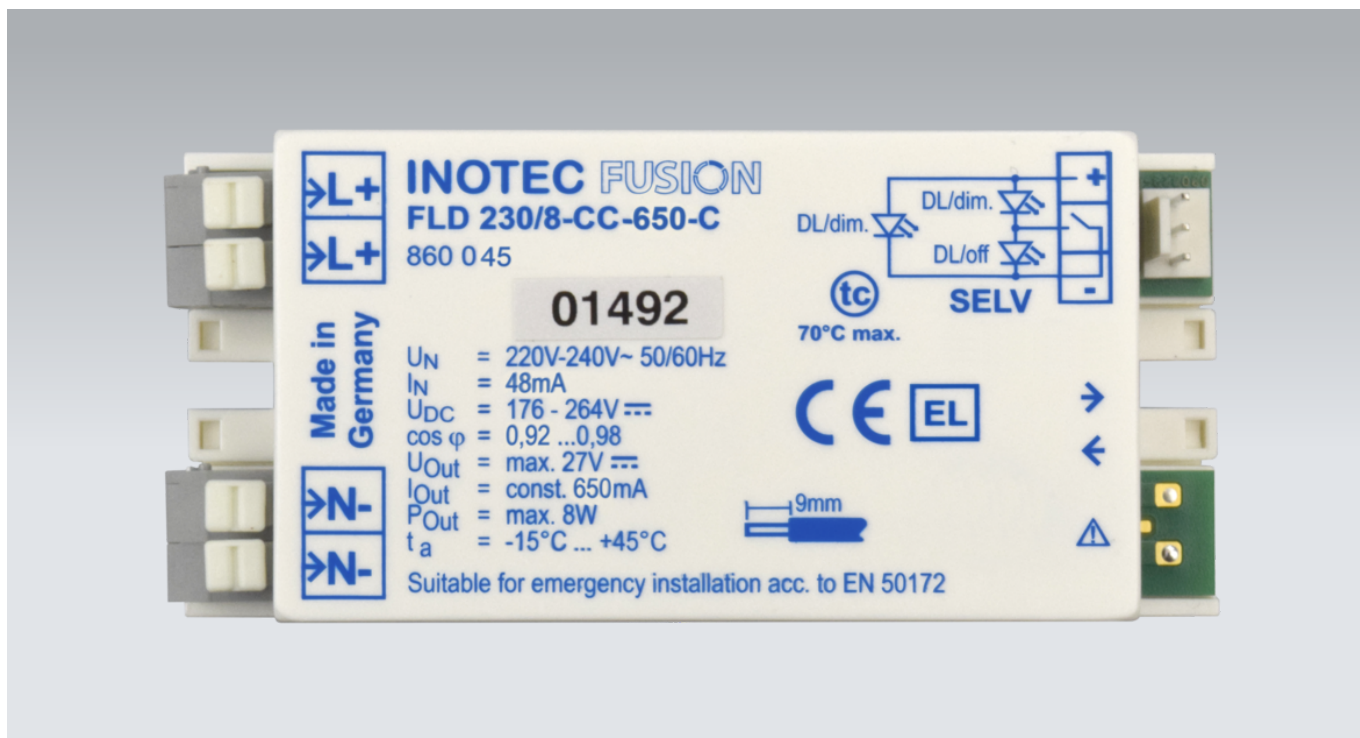 L+
L+
Made in
Germany
N-
N-
INOTEC FUSION
FLD 230/8-CC-650-C
860 045
01492
UN = 220V-240V~ 50/60Hz
IN = 48mA
UDC = 176 - 264V ⎓
cos φ = 0,92 ...0,98
UOut = max. 27V ⎓
IOut = const. 650mA
POut = max. 8W
ta = -15°C ... +45°C
Suitable for emergency installation acc. to EN 50172
DL/dim.
DL/dim.
DL/off
+
-
SELV
tc
70°C max.
CE EL
9mm